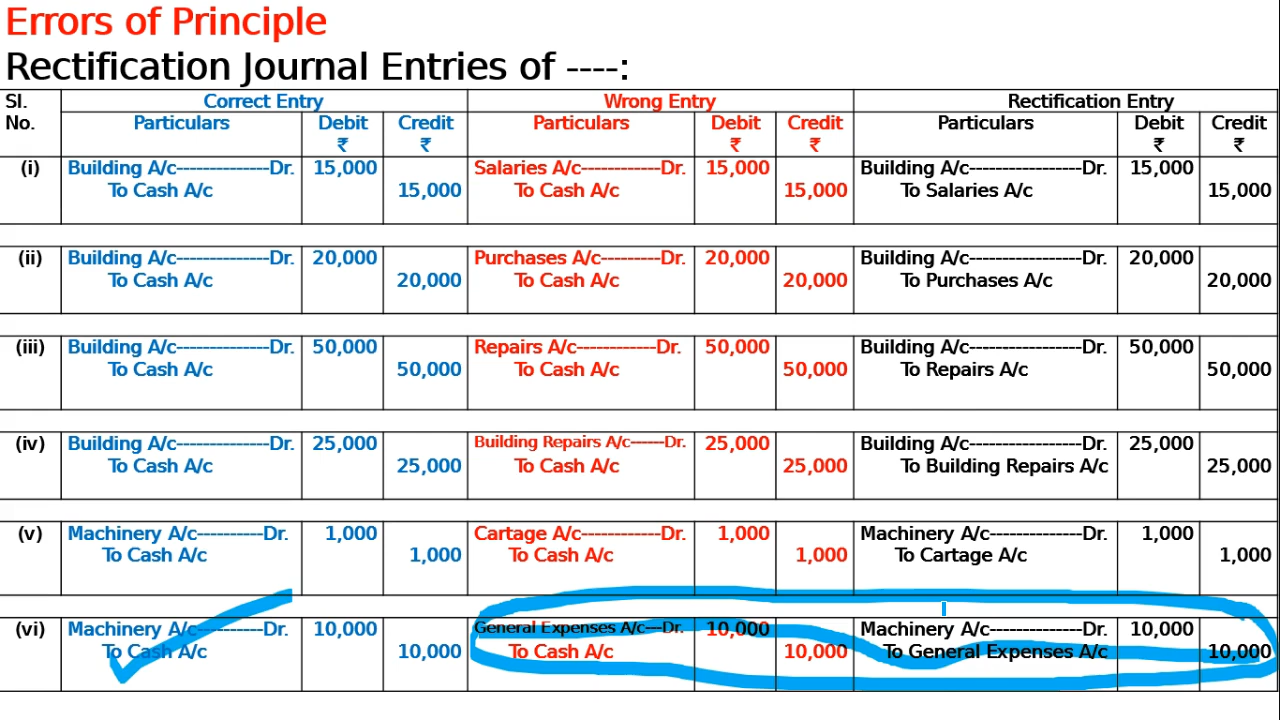 Errors of Principle
Rectification Journal Entries of ----:
Sl. No. Correct Entry Wrong Entry Rectification Entry
Particulars Debit ₹ Credit ₹ Particulars Debit ₹ Credit ₹ Particulars Debit ₹ Credit ₹
(i) Building A/c--------------Dr. 15,000 Salaries A/c------------Dr. 15,000 Building A/c-----------------Dr. 15,000
To Cash A/c 15,000 To Cash A/c 15,000 To Salaries A/c 15,000
(ii) Building A/c--------------Dr. 20,000 Purchases A/c---------Dr. 20,000 Building A/c-----------------Dr. 20,000
To Cash A/c 20,000 To Cash A/c 20,000 To Purchases A/c 20,000
(iii) Building A/c--------------Dr. 50,000 Repairs A/c------------Dr. 50,000 Building A/c-----------------Dr. 50,000
To Cash A/c 50,000 To Cash A/c 50,000 To Repairs A/c 50,000
(iv) Building A/c--------------Dr. 25,000 Building Repairs A/c------Dr. 25,000 Building A/c-----------------Dr. 25,000
To Cash A/c 25,000 To Cash A/c 25,000 To Building Repairs A/c 25,000
(v) Machinery A/c----------Dr. 1,000 Cartage A/c------------Dr. 1,000 Machinery A/c--------------Dr. 1,000
To Cash A/c 1,000 To Cash A/c 1,000 To Cartage A/c 1,000
(vi) Machinery A/c----------Dr. 10,000 General Expenses A/c---Dr. 10,000 Machinery A/c--------------Dr. 10,000
To Cash A/c 10,000 To Cash A/c 10,000 To General Expenses A/c 10,000